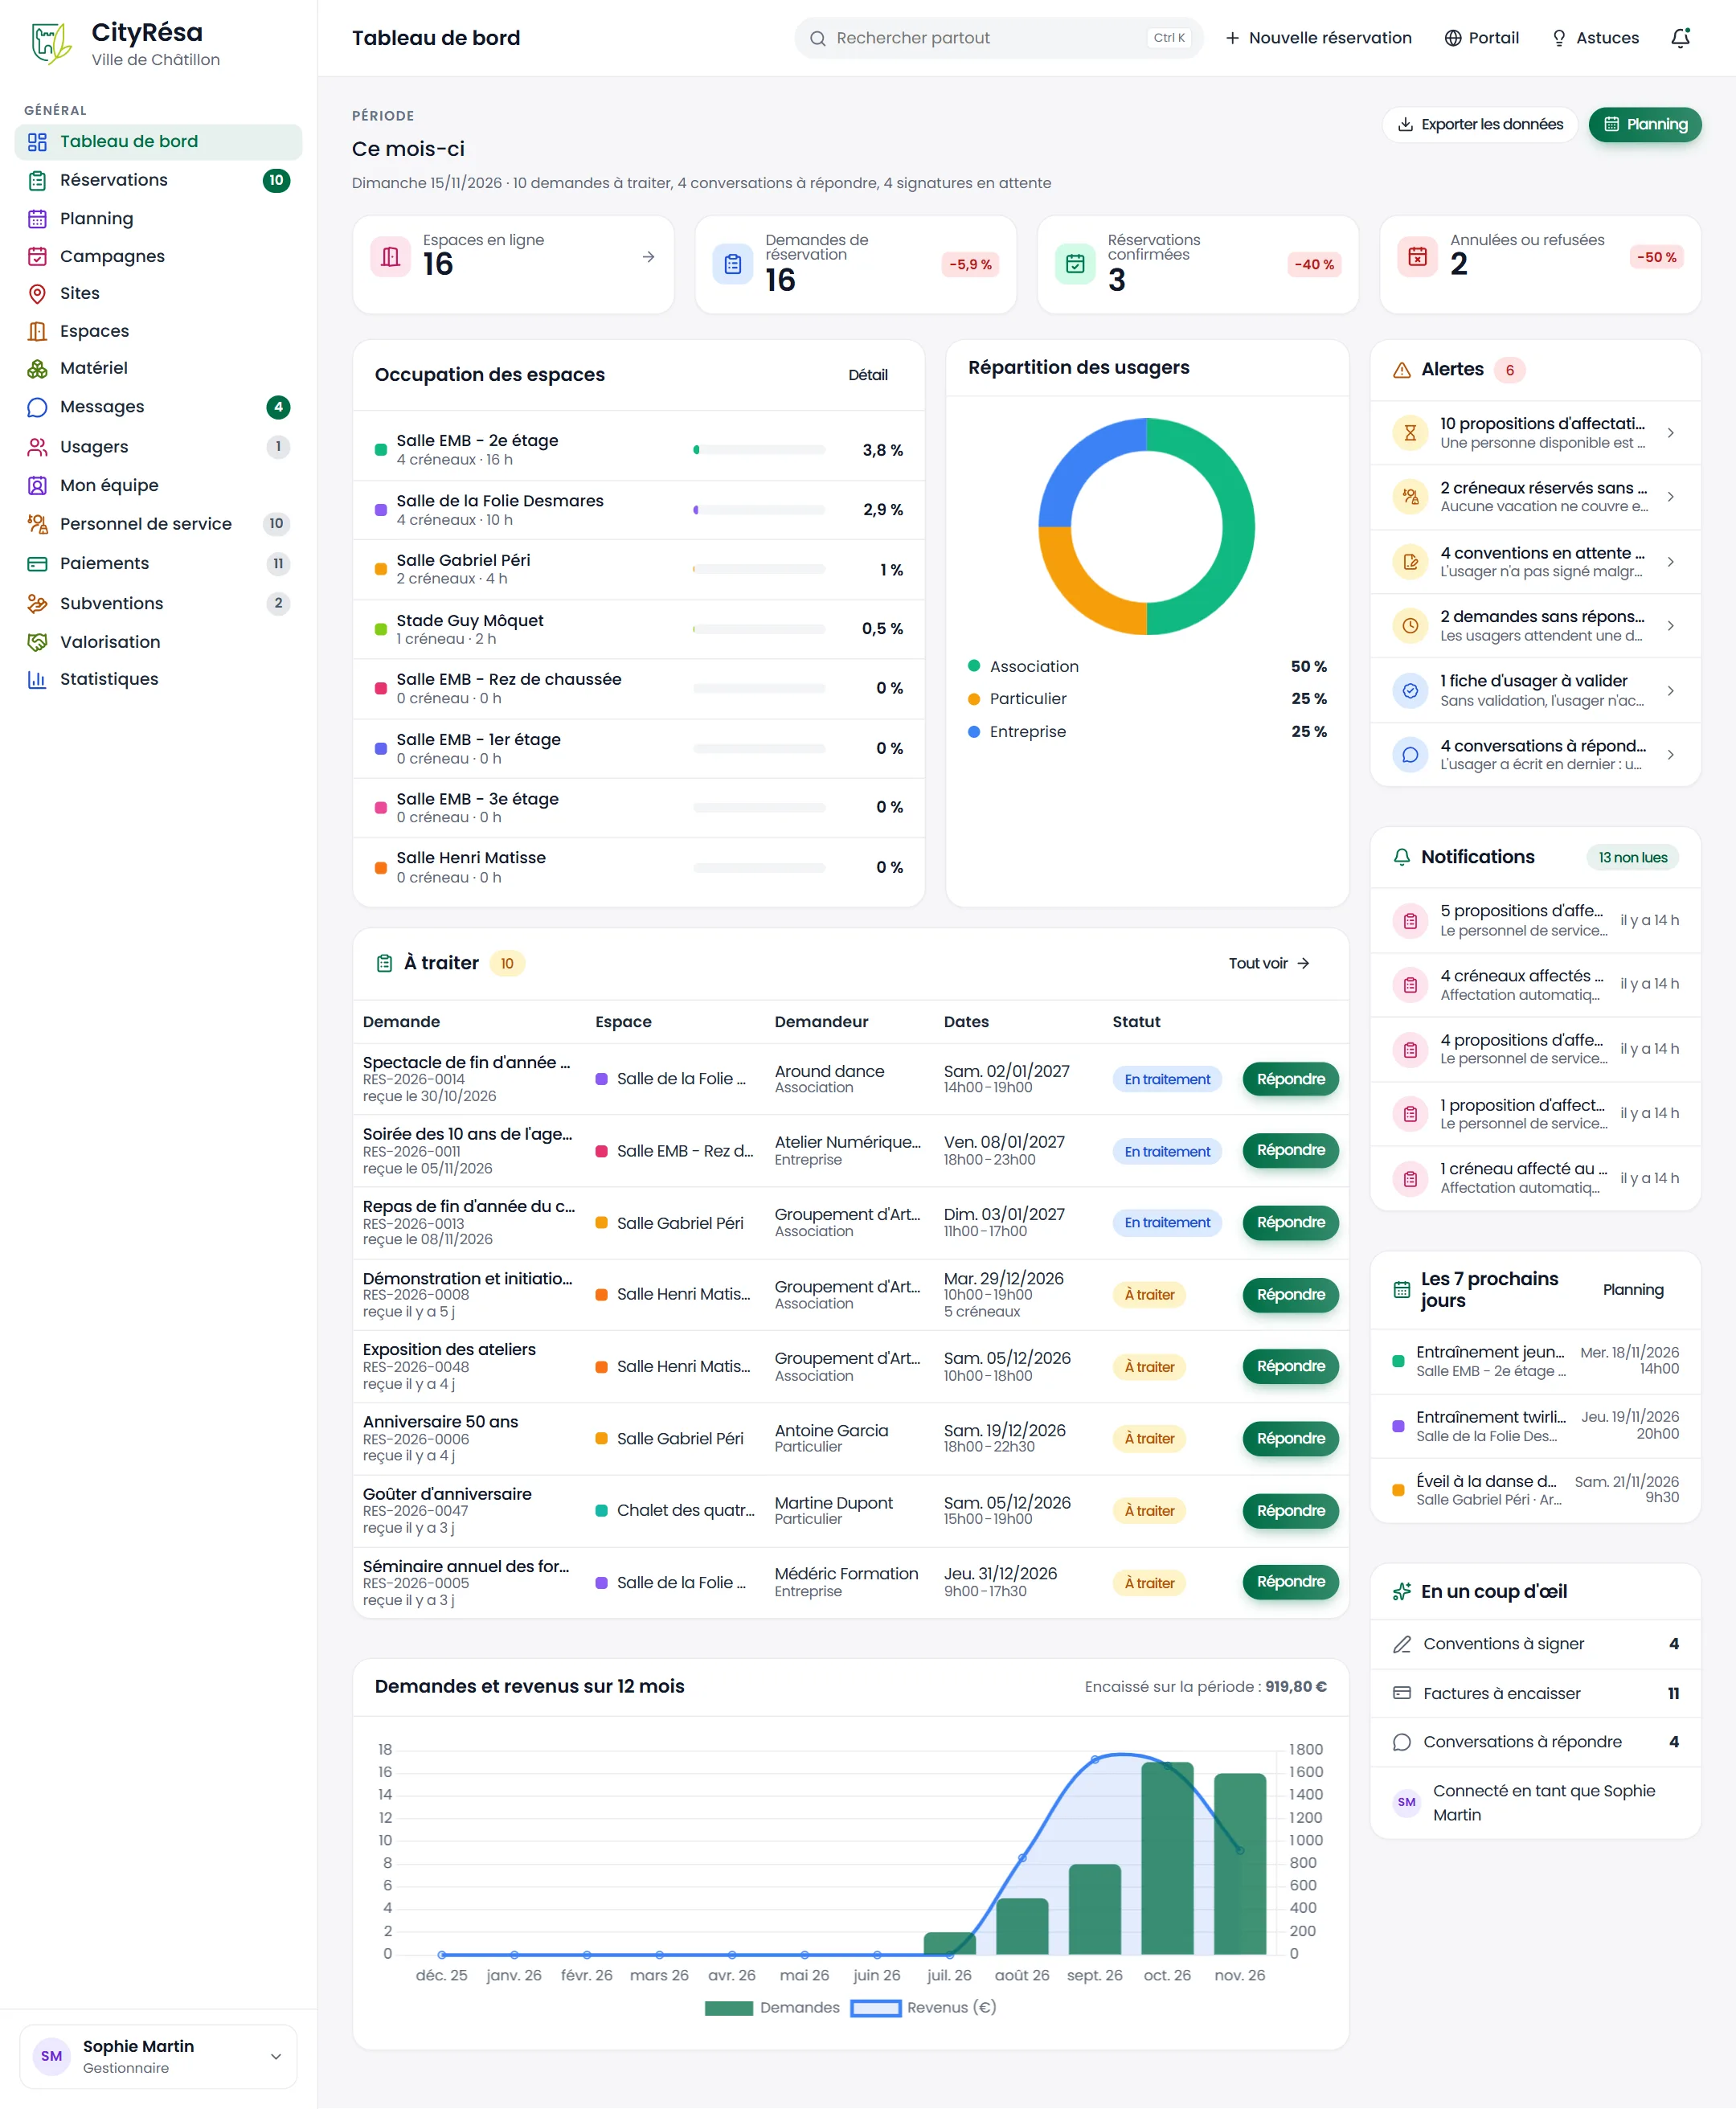 CityRésa
Ville de Châtillon
GÉNÉRAL
Tableau de bord
Réservations 10
Planning
Campagnes
Sites
Espaces
Matériel
Messages 4
Usagers 1
Mon équipe
Personnel de service 10
Paiements 11
Subventions 2
Valorisation
Statistiques
SM
Sophie Martin
Gestionnaire
Tableau de bord
Rechercher partout Ctrl K
Nouvelle réservation
Portail
Astuces
PÉRIODE
Ce mois-ci
Dimanche 15/11/2026 · 10 demandes à traiter, 4 conversations à répondre, 4 signatures en attente
Exporter les données
Planning
Espaces en ligne
16
Demandes de
réservation
16
-5,9 %
Réservations
confirmées
3
-40 %
Annulées ou refusées
2
-50 %
Occupation des espaces Détail
Salle EMB - 2e étage
4 créneaux · 16 h
3,8 %
Salle de la Folie Desmares
4 créneaux · 10 h
2,9 %
Salle Gabriel Péri
2 créneaux · 4 h
1 %
Stade Guy Môquet
1 créneau · 2 h
0,5 %
Salle EMB - Rez de chaussée
0 créneau · 0 h
0 %
Salle EMB - 1er étage
0 créneau · 0 h
0 %
Salle EMB - 3e étage
0 créneau · 0 h
0 %
Salle Henri Matisse
0 créneau · 0 h
0 %
Répartition des usagers
Association 50 %
Particulier 25 %
Entreprise 25 %
Alertes 6
10 propositions d'affectati...
Une personne disponible est ...
2 créneaux réservés sans ...
Aucune vacation ne couvre e...
4 conventions en attente ...
L'usager n'a pas signé malgr...
2 demandes sans répons...
Les usagers attendent une d...
1 fiche d'usager à valider
Sans validation, l'usager n'ac...
4 conversations à répond...
L'usager a écrit en dernier : u...
Notifications 13 non lues
5 propositions d'affe...
Le personnel de service...
il y a 14 h
4 créneaux affectés ...
Affectation automatiq...
il y a 14 h
4 propositions d'affe...
Le personnel de service...
il y a 14 h
1 proposition d'affect...
Le personnel de service...
il y a 14 h
1 créneau affecté au ...
Affectation automatiq...
il y a 14 h
Les 7 prochains
jours
Planning
Entraînement jeun...
Salle EMB - 2e étage ...
Mer. 18/11/2026
14h00
Entraînement twirli...
Salle de la Folie Des...
Jeu. 19/11/2026
20h00
Éveil à la danse d...
Salle Gabriel Péri · Ar...
Sam. 21/11/2026
9h30
En un coup d'œil
Conventions à signer 4
Factures à encaisser 11
Conversations à répondre 4
SM
Connecté en tant que Sophie
Martin
À traiter 10 Tout voir
Demande Espace Demandeur Dates Statut
Spectacle de fin d'année ...
RES-2026-0014
reçue le 30/10/2026
Salle de la Folie ...
Around dance
Association
Sam. 02/01/2027
14h00-19h00
En traitement
Répondre
Soirée des 10 ans de l'age...
RES-2026-0011
reçue le 05/11/2026
Salle EMB - Rez d...
Atelier Numérique...
Entreprise
Ven. 08/01/2027
18h00-23h00
En traitement
Répondre
Repas de fin d'année du c...
RES-2026-0013
reçue le 08/11/2026
Salle Gabriel Péri
Groupement d'Art...
Association
Dim. 03/01/2027
11h00-17h00
En traitement
Répondre
Démonstration et initiatio...
RES-2026-0008
reçue il y a 5 j
Salle Henri Matis...
Groupement d'Art...
Association
Mar. 29/12/2026
10h00-19h00
5 créneaux
À traiter
Répondre
Exposition des ateliers
RES-2026-0048
reçue il y a 4 j
Salle Henri Matis...
Groupement d'Art...
Association
Sam. 05/12/2026
10h00-18h00
À traiter
Répondre
Anniversaire 50 ans
RES-2026-0006
reçue il y a 4 j
Salle Gabriel Péri
Antoine Garcia
Particulier
Sam. 19/12/2026
18h00-22h30
À traiter
Répondre
Goûter d'anniversaire
RES-2026-0047
reçue il y a 3 j
Chalet des quatr...
Martine Dupont
Particulier
Sam. 05/12/2026
15h00-19h00
À traiter
Répondre
Séminaire annuel des for...
RES-2026-0005
reçue il y a 3 j
Salle de la Folie ...
Médéric Formation
Entreprise
Jeu. 31/12/2026
9h00-17h30
À traiter
Répondre
Demandes et revenus sur 12 mois Encaissé sur la période : 919,80 €
18 1800
16 1600
14 1400
12 1200
10 1000
8 800
6 600
4 400
2 200
0 0
déc. 25 janv. 26 févr. 26 mars 26 avr. 26 mai 26 juin 26 juil. 26 août 26 sept. 26 oct. 26 nov. 26
Demandes Revenus (€)